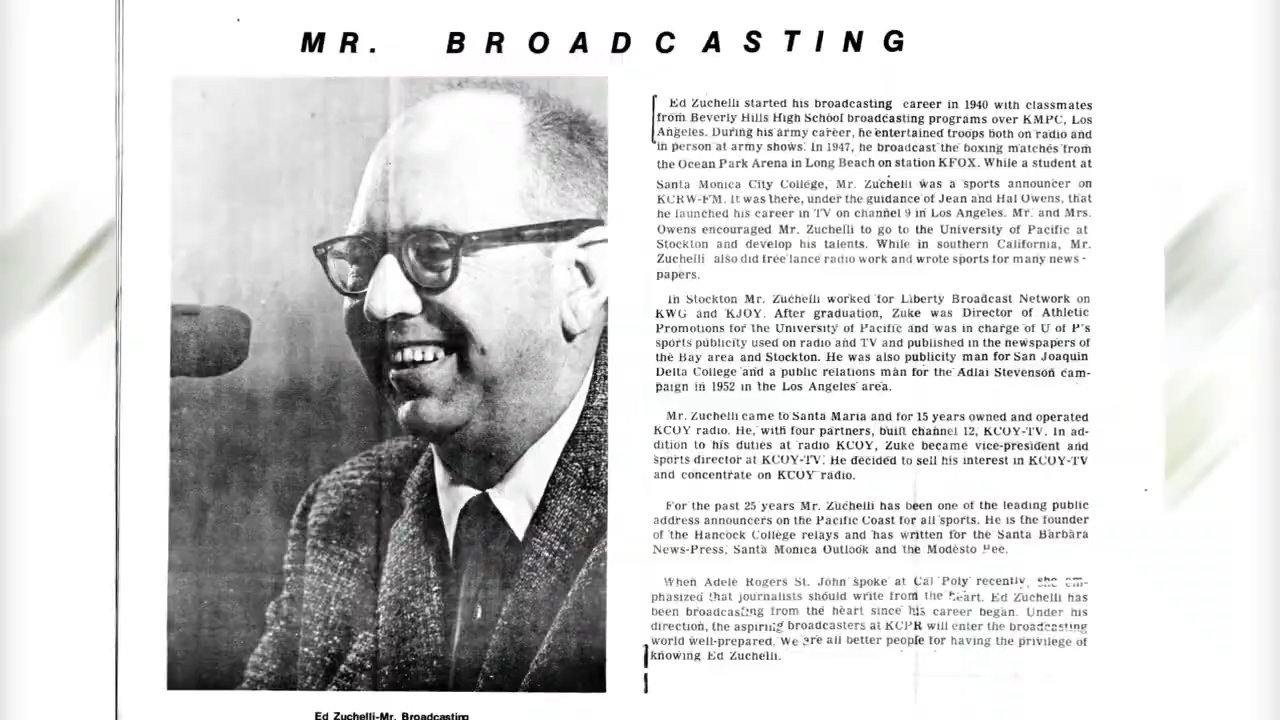 MR. BROADCASTING
Ed Zuchelli started his broadcasting career in 1940 with classmates
from Beverly Hills High School broadcasting programs over KMPC, Los
Angeles. During his army career, he entertained troops both on radio and
in person at army shows. In 1947, he broadcast the boxing matches from
the Ocean Park Arena in Long Beach on station KFOX. While a student at
Santa Monica City College, Mr. Zuchelli was a sports announcer on
KCRW-FM. It was there, under the guidance of Jean and Hal Owens, that
he launched his career in TV on channel 9 in Los Angeles. Mr. and Mrs.
Owens encouraged Mr. Zuchelli to go to the University of Pacific at
Stockton and develop his talents. While in southern California, Mr.
Zuchelli also did free lance radio work and wrote sports for many news-
papers.
In Stockton Mr. Zuchelli worked for Liberty Broadcast Network on
KWG and KJOY. After graduation, Zuke was Director of Athletic
Promotions for the University of Pacific and was in charge of U of P's
sports publicity used on radio and TV and published in the newspapers of
the Bay area and Stockton. He was also publicity man for San Joaquin
Delta College and a public relations man for the Adlai Stevenson cam-
paign in 1952 in the Los Angeles area.
Mr. Zuchelli came to Santa Maria and for 15 years owned and operated
KCOY radio. He, with four partners, built channel 12, KCOY-TV. In ad-
dition to his duties at radio KCOY, Zuke became vice-president and
sports director at KCOY-TV. He decided to sell his interest in KCOY-TV
and concentrate on KCOY radio.
For the past 25 years Mr. Zuchelli has been one of the leading public
address announcers on the Pacific Coast for all sports. He is the founder
of the Hancock College relays and has written for the Santa Barbara
News-Press, Santa Monica Outlook and the Modesto Bee.
When Adele Rogers St. John spoke at Cal Poly recently, she em-
phasized that journalists should write from the heart. Ed Zuchelli has
been broadcasting from the heart since his career began. Under his
direction, the aspiring broadcasters at KCPR will enter the broadcasting
world well-prepared. We are all better people for having the privilege of
knowing Ed Zuchelli.
Ed Zuchelli-Mr. Broadcasting